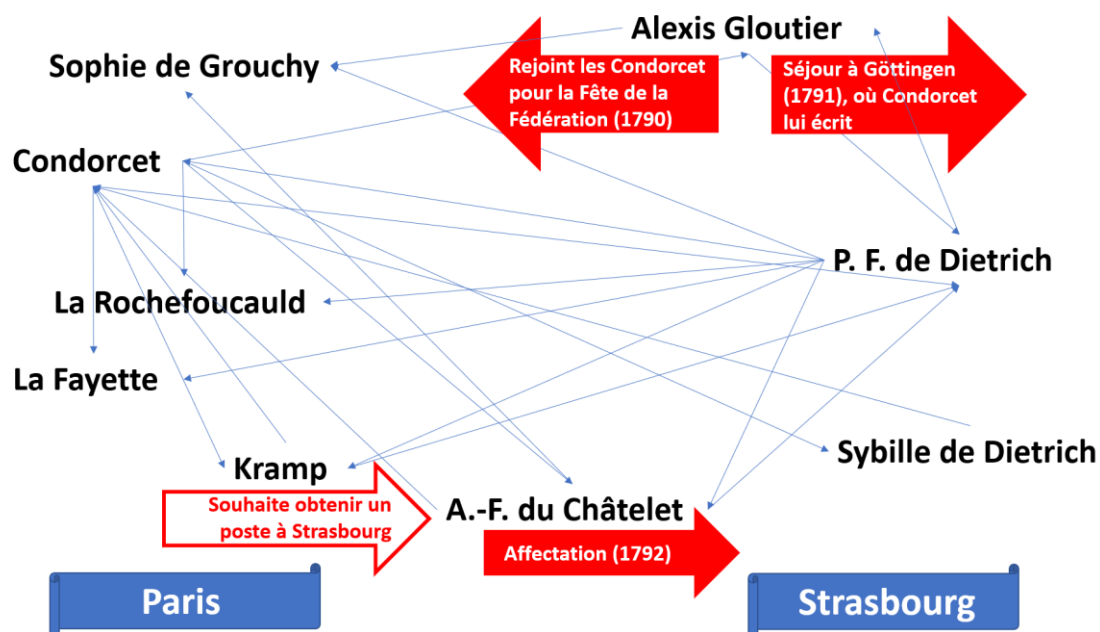 Alexis Gloutier
Sophie de Grouchy
Rejoint les Condorcet
pour la Fête de la
Fédération (1790)
Séjour à Göttingen
(1791), où Condorcet
lui écrit
Condorcet
P. F. de Dietrich
La Rochefoucauld
La Fayette
Sybille de Dietrich
Kramp
Souhaite obtenir un
poste à Strasbourg
A.-F. du Châtelet
Affectation (1792)
Paris
Strasbourg